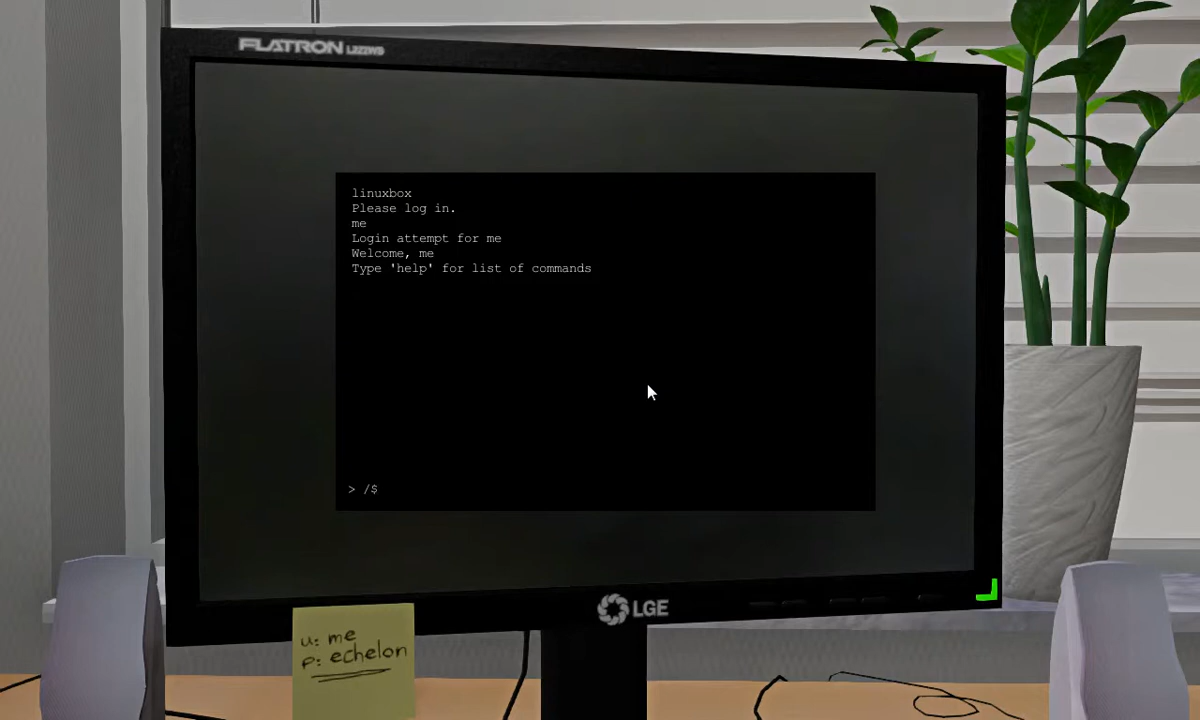 FLATRON L222WS
linuxbox
Please log in.
me
Login attempt for me
Welcome, me
Type 'help' for list of commands
> /$
LGE
u: me
p: echelon